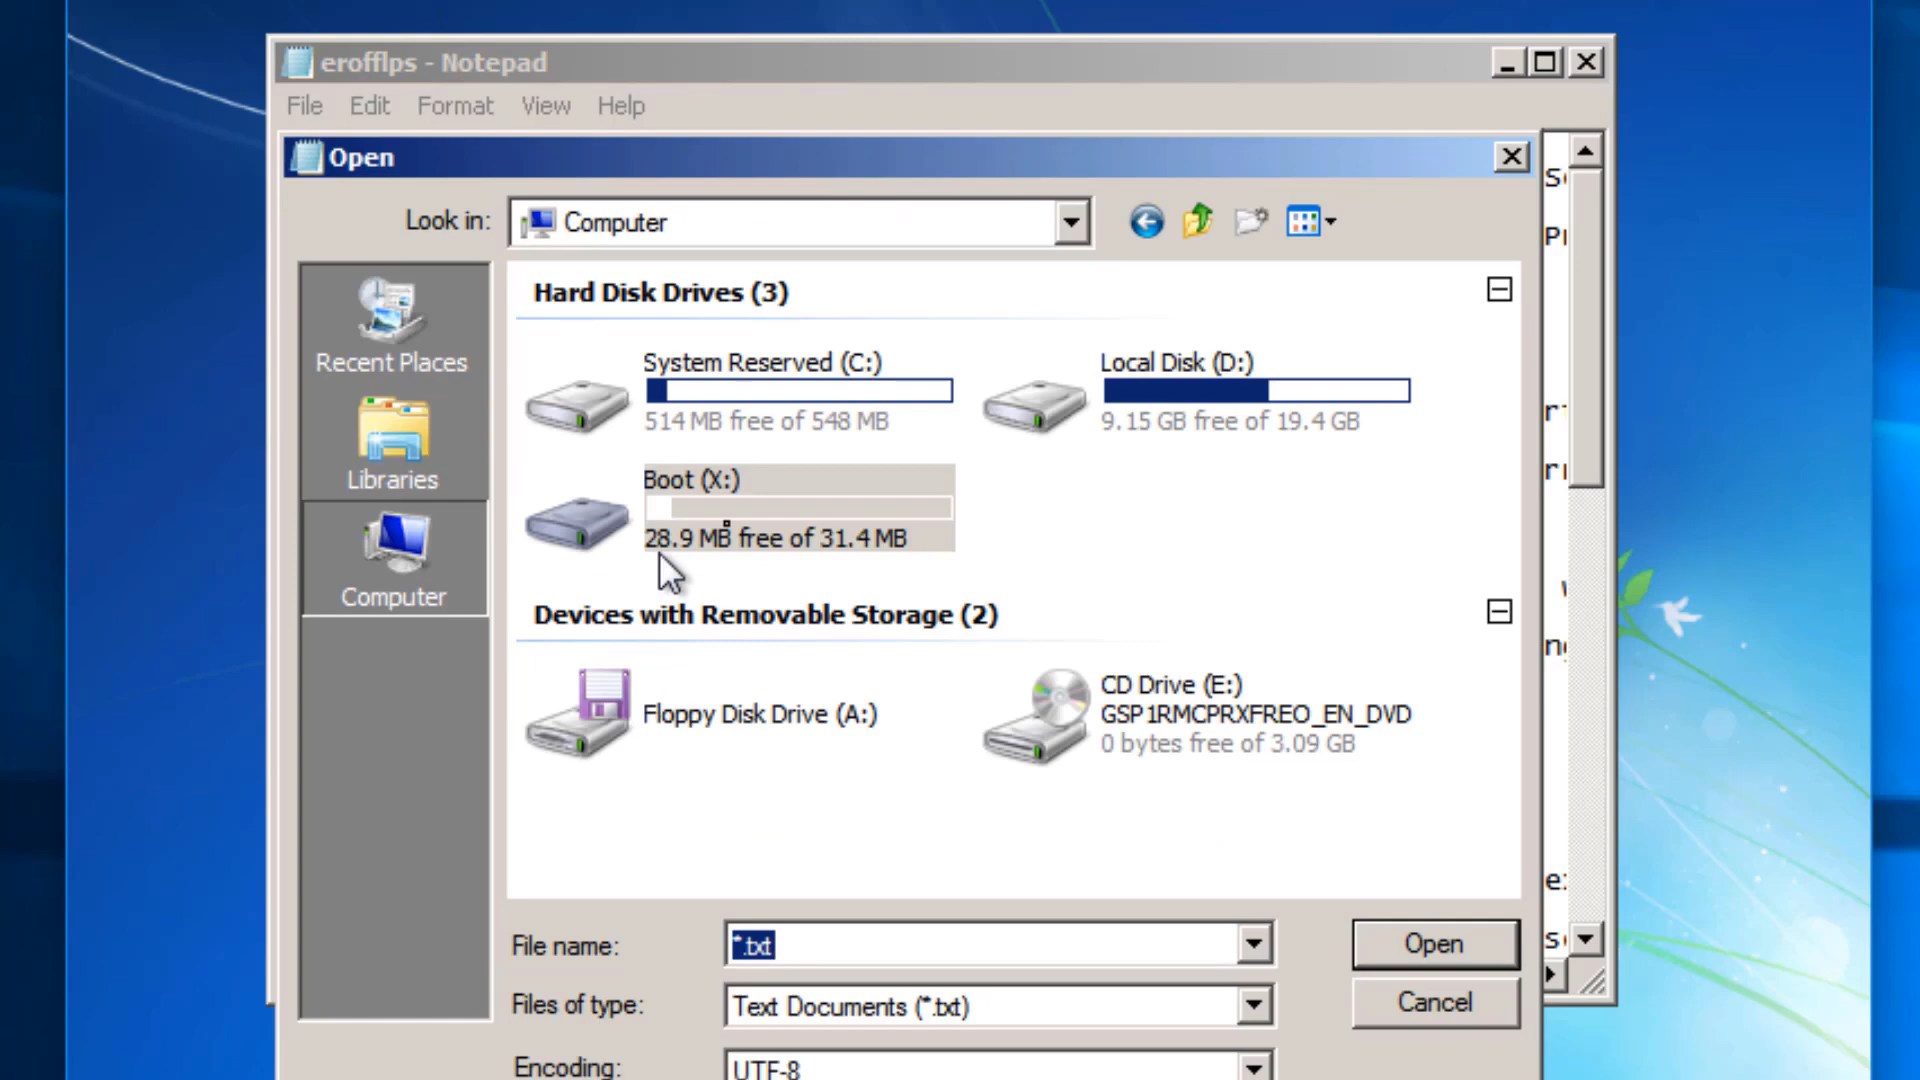 erofflps - Notepad
File Edit Format View Help
Open
Look in: Computer
Recent Places
Libraries
Computer
Hard Disk Drives (3)
System Reserved (C:)
514 MB free of 548 MB
Local Disk (D:)
9.15 GB free of 19.4 GB
Boot (X:)
28.9 MB free of 31.4 MB
Devices with Removable Storage (2)
Floppy Disk Drive (A:)
CD Drive (E:)
GSP1RMCPRXFREO_EN_DVD
0 bytes free of 3.09 GB
File name: *.txt
Open
Files of type: Text Documents (*.txt)
Cancel
Encoding: UTF-8